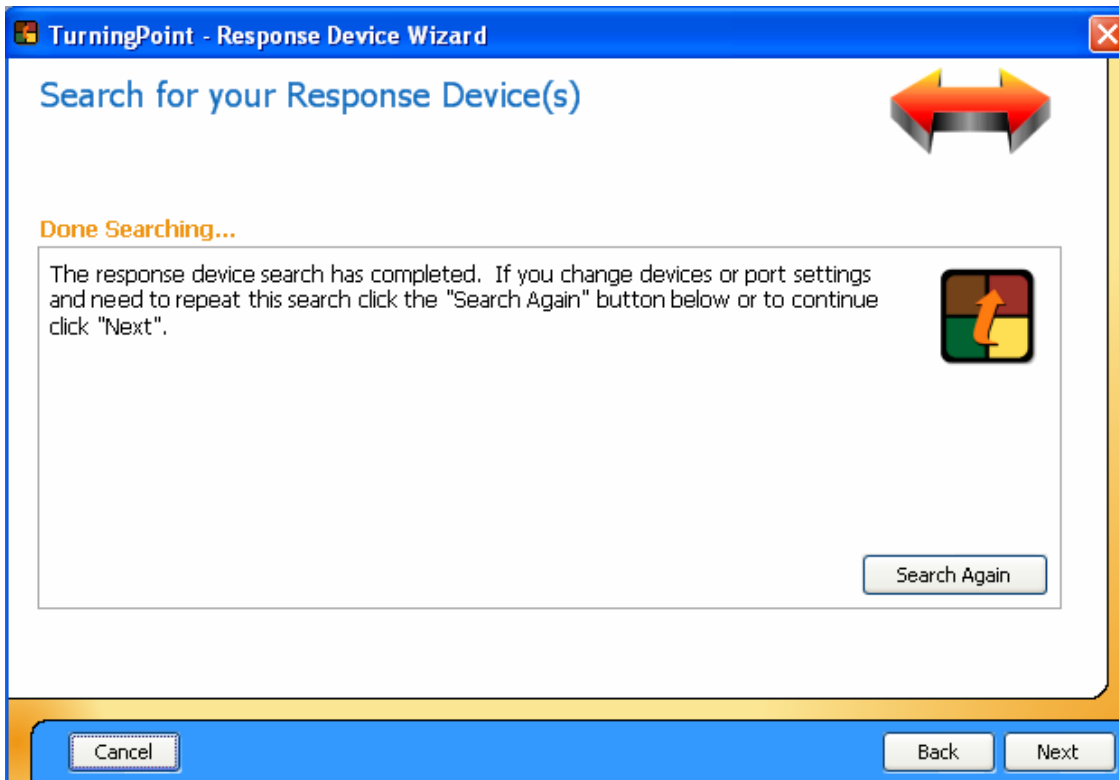 TurningPoint - Response Device Wizard
Search for your Response Device(s)
Done Searching...
The response device search has completed.  If you change devices or port settings
and need to repeat this search click the "Search Again" button below or to continue
click "Next".
Search Again
Cancel
Back
Next